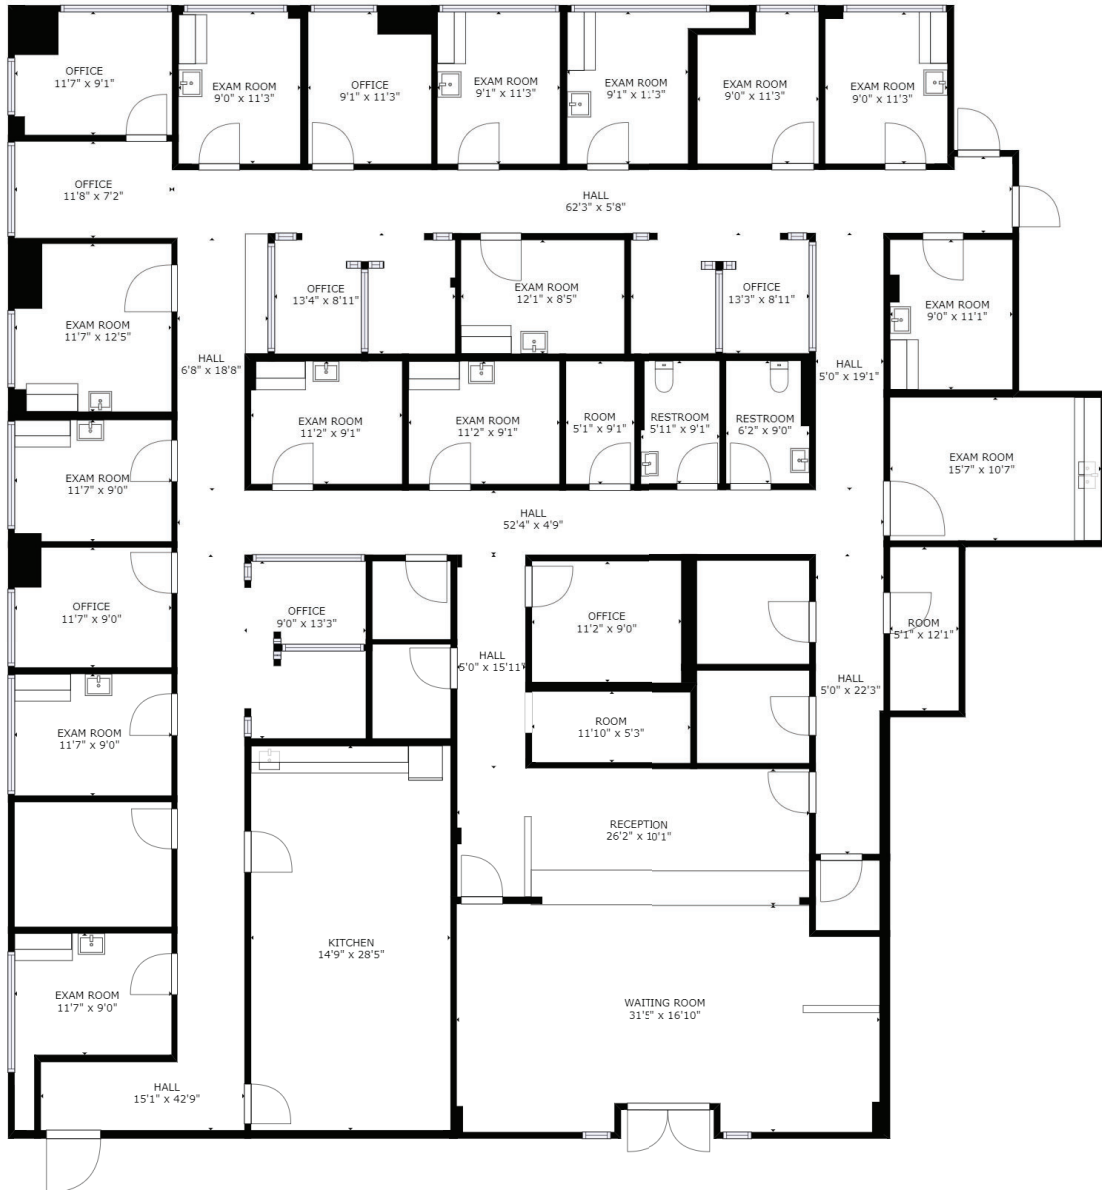 OFFICE
11'7" x 9'1"
EXAM ROOM
9'0" x 11'3"
OFFICE
9'1" x 11'3"
EXAM ROOM
9'1" x 11'3"
EXAM ROOM
9'1" x 11'3"
EXAM ROOM
9'0" x 11'3"
EXAM ROOM
9'0" x 11'3"
OFFICE
11'8" x 7'2"
HALL
62'3" x 5'8"
OFFICE
13'4" x 8'11"
EXAM ROOM
12'1" x 8'5"
OFFICE
13'3" x 8'11"
EXAM ROOM
9'0" x 11'1"
EXAM ROOM
11'7" x 12'5"
HALL
6'8" x 18'8"
HALL
5'0" x 19'1"
EXAM ROOM
11'2" x 9'1"
EXAM ROOM
11'2" x 9'1"
ROOM
5'1" x 9'1"
RESTROOM
5'11" x 9'1"
RESTROOM
6'2" x 9'0"
EXAM ROOM
15'7" x 10'7"
EXAM ROOM
11'7" x 9'0"
HALL
52'4" x 4'9"
OFFICE
11'7" x 9'0"
OFFICE
9'0" x 13'3"
OFFICE
11'2" x 9'0"
ROOM
5'1" x 12'1"
HALL
5'0" x 15'11"
HALL
5'0" x 22'3"
EXAM ROOM
11'7" x 9'0"
ROOM
11'10" x 5'3"
RECEPTION
26'2" x 10'1"
KITCHEN
14'9" x 28'5"
EXAM ROOM
11'7" x 9'0"
WAITING ROOM
31'5" x 16'10"
HALL
15'1" x 42'9"